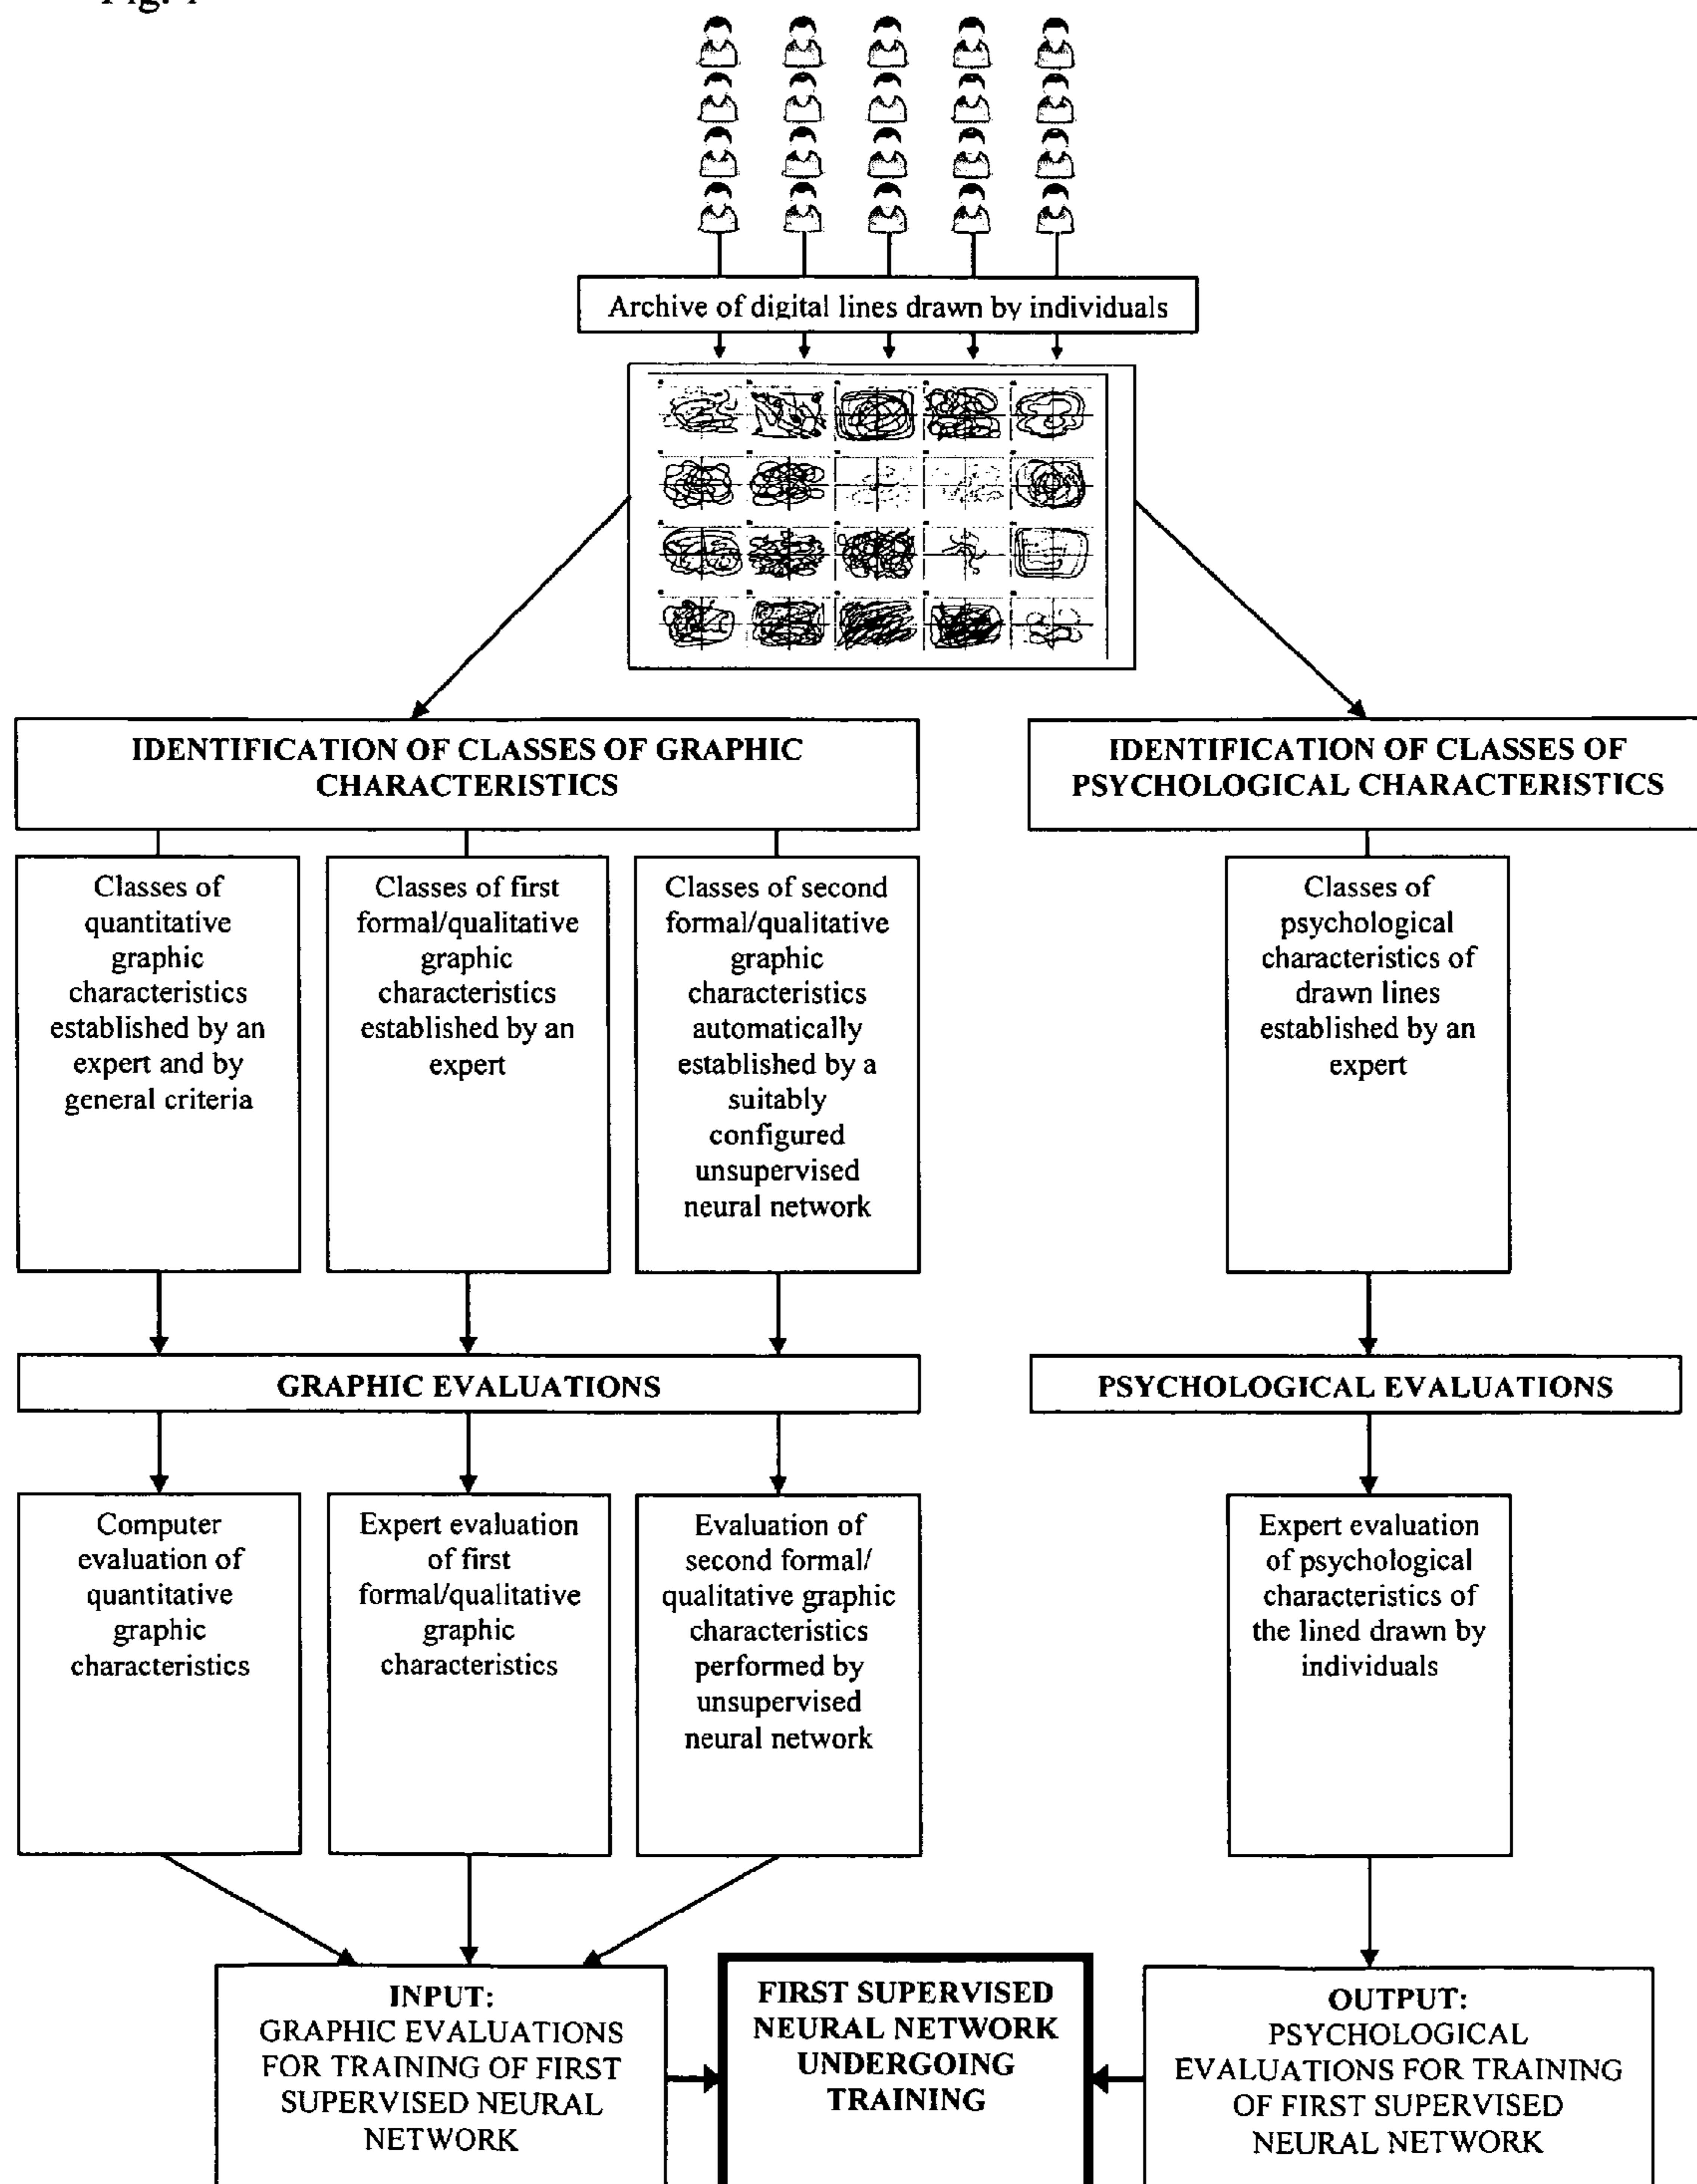 Archive of digital lines drawn by individuals
IDENTIFICATION OF CLASSES OF GRAPHIC
CHARACTERISTICS
IDENTIFICATION OF CLASSES OF
PSYCHOLOGICAL CHARACTERISTICS
Classes of
quantitative
graphic
characteristics
established by an
expert and by
general criteria
Classes of first
formal/qualitative
graphic
characteristics
established by an
expert
Classes of second
formal/qualitative
graphic
characteristics
automatically
established by a
suitably
configured
unsupervised
neural network
Classes of
psychological
characteristics of
drawn lines
established by an
expert
GRAPHIC EVALUATIONS
PSYCHOLOGICAL EVALUATIONS
Computer
evaluation of
quantitative
graphic
characteristics
Expert evaluation
of first
formal/qualitative
graphic
characteristics
Evaluation of
second formal/
qualitative graphic
characteristics
performed by
unsupervised
neural network
Expert evaluation
of psychological
characteristics of
the lined drawn by
individuals
INPUT:
GRAPHIC EVALUATIONS
FOR TRAINING OF FIRST
SUPERVISED NEURAL
NETWORK
FIRST SUPERVISED
NEURAL NETWORK
UNDERGOING
TRAINING
OUTPUT:
PSYCHOLOGICAL
EVALUATIONS FOR TRAINING
OF FIRST SUPERVISED
NEURAL NETWORK